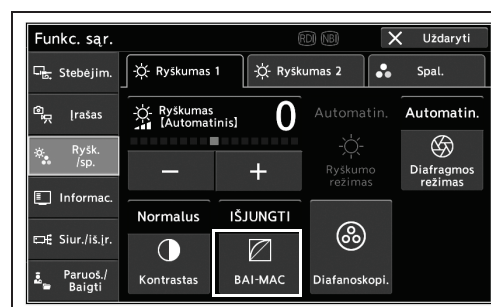 Funkc. sąr.
RDI NBI
X Uždaryti
Stebėjim.
Ryškumas 1
Ryškumas 2
Spal.
Įrašas
Ryškumas
[Automatinis]
0
Automatin.
Automatin.
Ryšk.
/sp.
− +
Ryškumo
režimas
Diafragmos
režimas
Informac.
Normalus
IŠJUNGTI
Siur./iš.įr.
Kontrastas
BAI-MAC
Diafanoskopi.
Paruoš./
Baigti